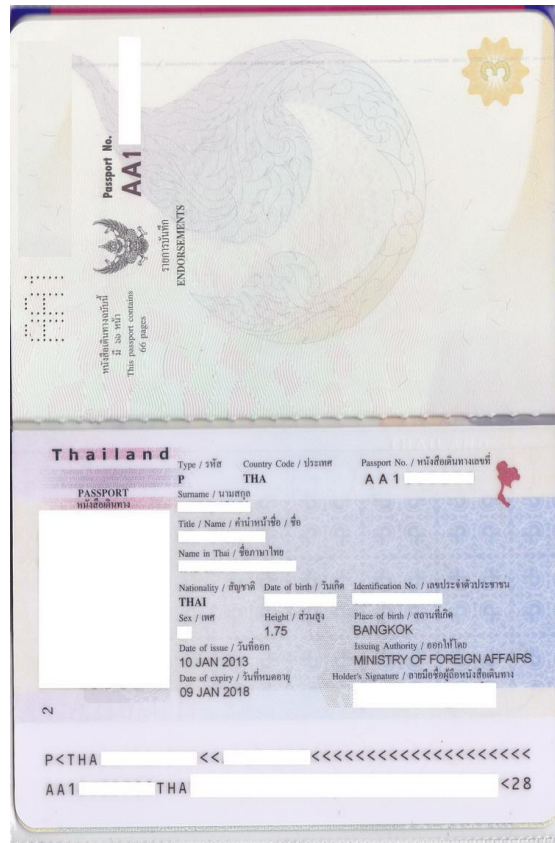 Passport No.
AA1
รายการบันทึก
ENDORSEMENTS
หนังสือเดินทางฉบับนี้
มี ๖๖ หน้า
This passport contains
66 pages
Thailand
PASSPORT
หนังสือเดินทาง
Type / รหัส Country Code / ประเทศ Passport No. / หนังสือเดินทางเลขที่
P THA AA1
Surname / นามสกุล
Title / Name / คำนำหน้าชื่อ / ชื่อ
Name in Thai / ชื่อภาษาไทย
Nationality / สัญชาติ Date of birth / วันเกิด Identification No. / เลขประจำตัวประชาชน
THAI
Sex / เพศ Height / ส่วนสูง Place of birth / สถานที่เกิด
1.75 BANGKOK
Date of issue / วันที่ออก Issuing Authority / ออกให้โดย
10 JAN 2013 MINISTRY OF FOREIGN AFFAIRS
Date of expiry / วันที่หมดอายุ Holder's Signature / ลายมือชื่อผู้ถือหนังสือเดินทาง
09 JAN 2018
2
P<THA << <<<<<<<<<<<<<<<<<<<<
AA1 THA <28